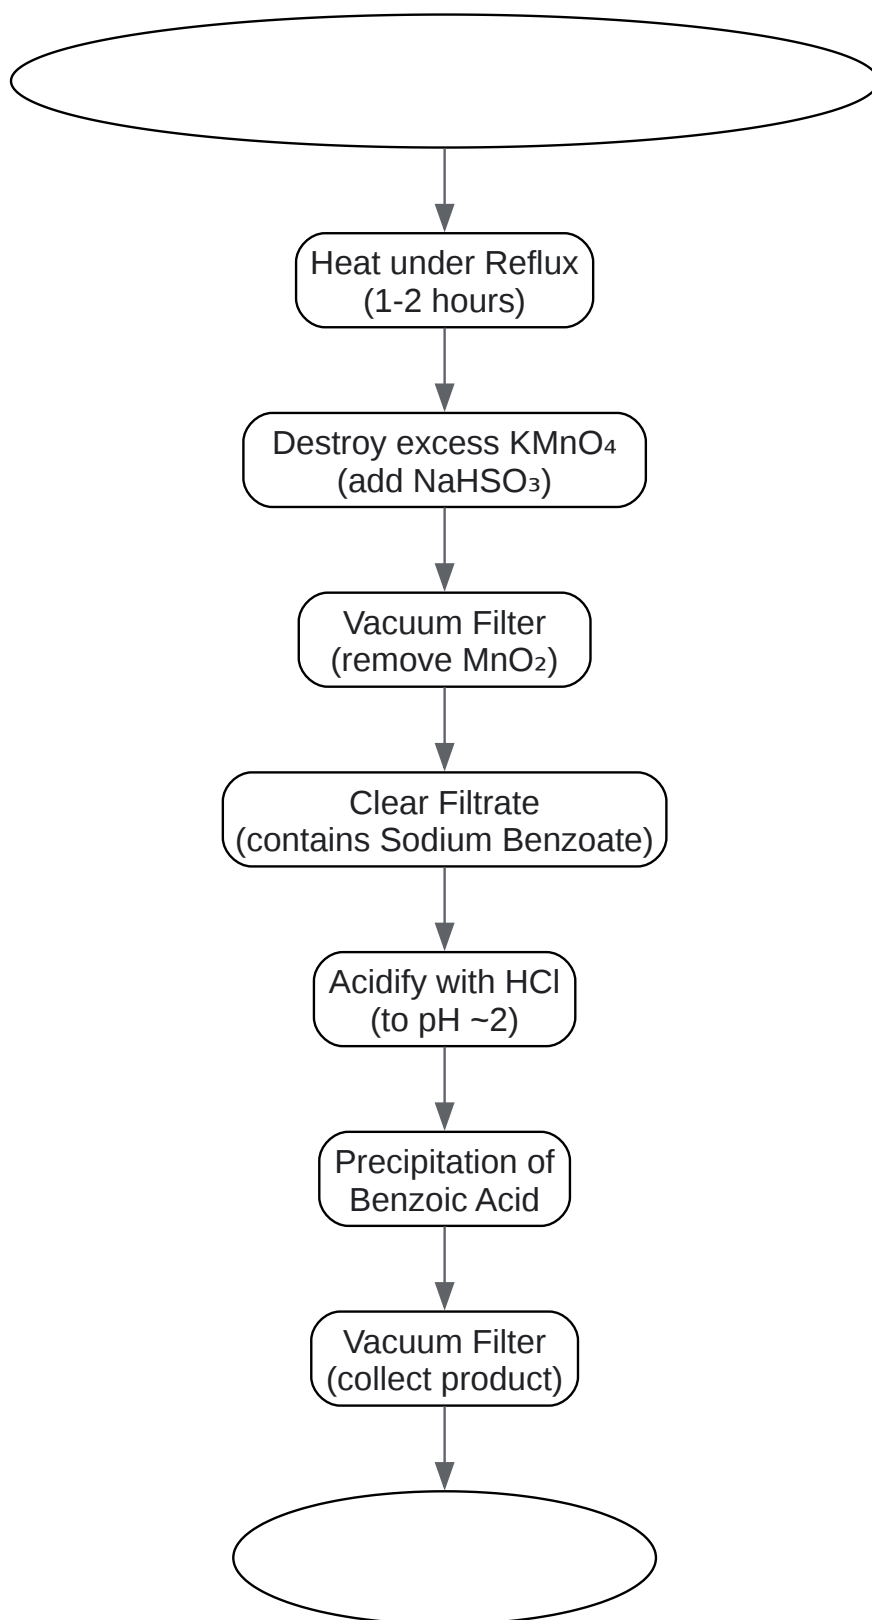 Heat under Reflux
(1-2 hours)
Destroy excess KMnO₄
(add NaHSO₃)
Vacuum Filter
(remove MnO₂)
Clear Filtrate
(contains Sodium Benzoate)
Acidify with HCl
(to pH ~2)
Precipitation of
Benzoic Acid
Vacuum Filter
(collect product)